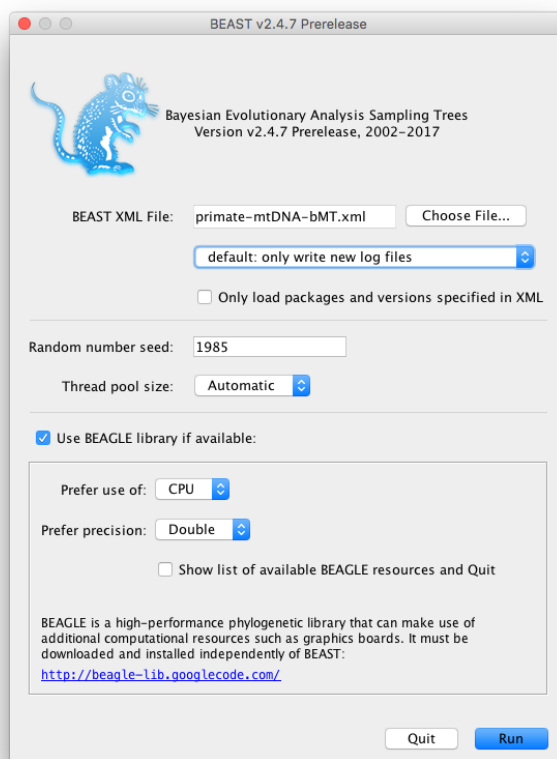 BEAST v2.4.7 Prerelease
Bayesian Evolutionary Analysis Sampling Trees
Version v2.4.7 Prerelease, 2002–2017
BEAST XML File: primate-mtDNA-bMT.xml Choose File...
default: only write new log files
Only load packages and versions specified in XML
Random number seed: 1985
Thread pool size: Automatic
Use BEAGLE library if available:
Prefer use of: CPU
Prefer precision: Double
Show list of available BEAGLE resources and Quit
BEAGLE is a high-performance phylogenetic library that can make use of
additional computational resources such as graphics boards. It must be
downloaded and installed independently of BEAST:
http://beagle-lib.googlecode.com/
Quit Run